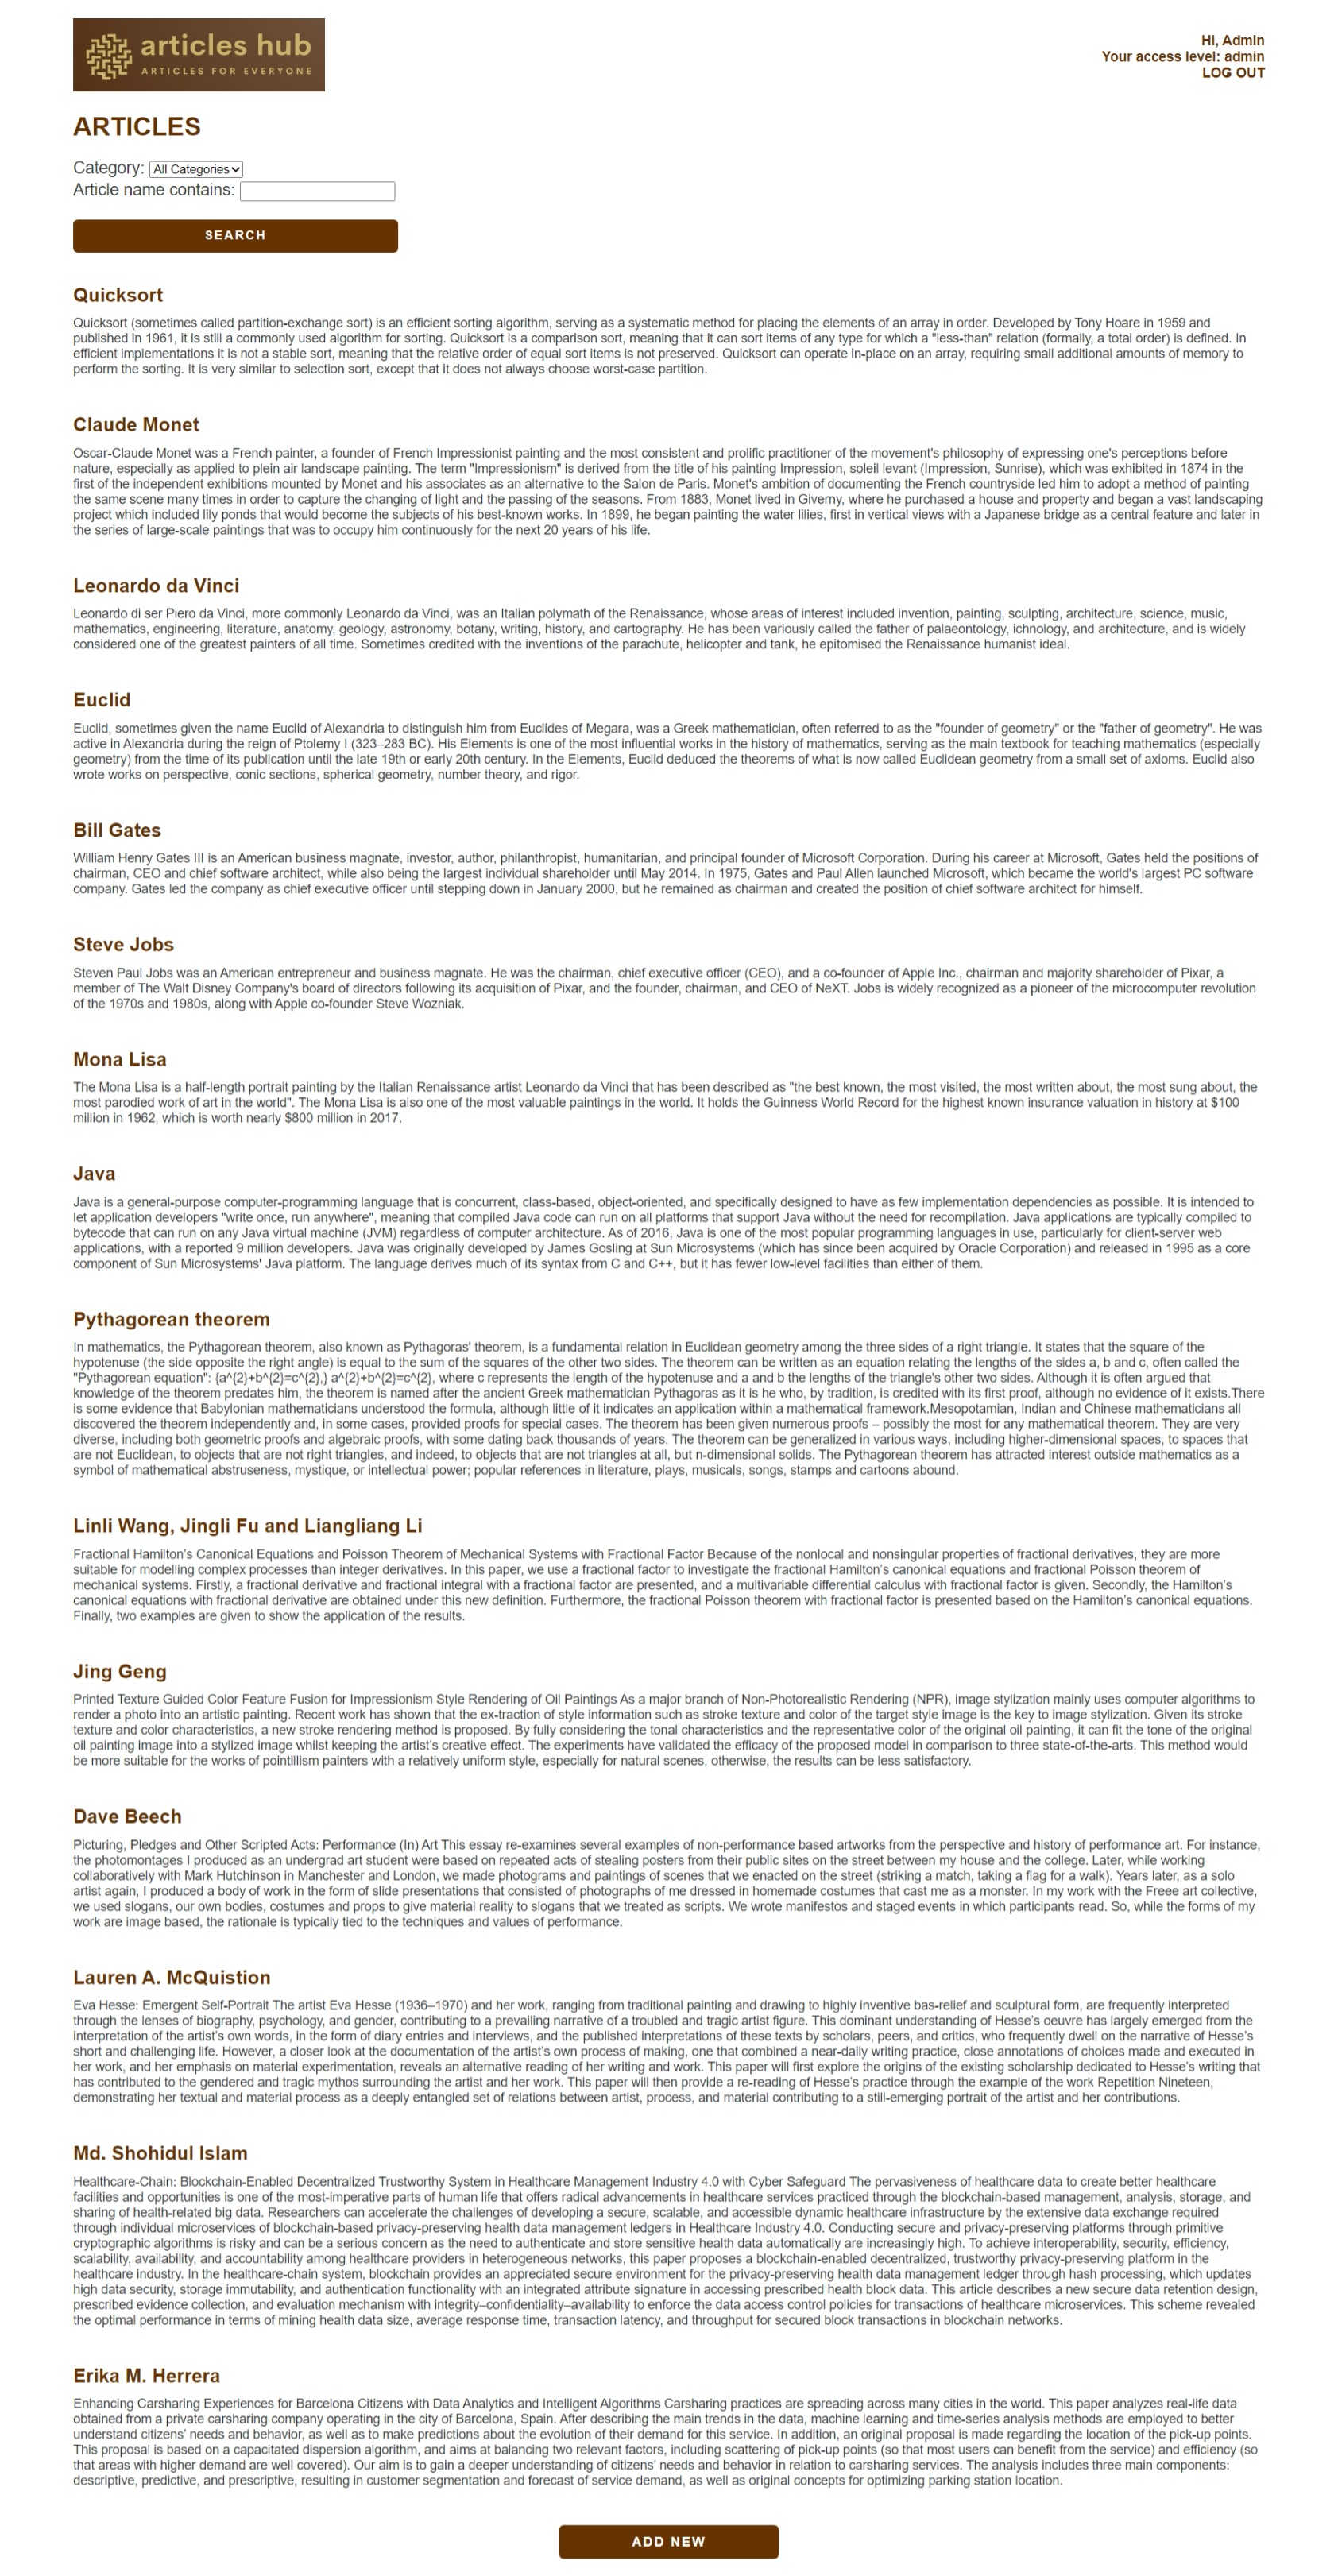 articles hub
ARTICLES FOR EVERYONE
Hi, Admin
Your access level: admin
LOG OUT
ARTICLES
Category: All Categories
Article name contains:
SEARCH
Quicksort
Quicksort (sometimes called partition-exchange sort) is an efficient sorting algorithm, serving as a systematic method for placing the elements of an array in order. Developed by Tony Hoare in 1959 and
published in 1961, it is still a commonly used algorithm for sorting. Quicksort is a comparison sort, meaning that it can sort items of any type for which a "less-than" relation (formally, a total order) is defined. In
efficient implementations it is not a stable sort, meaning that the relative order of equal sort items is not preserved. Quicksort can operate in-place on an array, requiring small additional amounts of memory to
perform the sorting. It is very similar to selection sort, except that it does not always choose worst-case partition.
Claude Monet
Oscar-Claude Monet was a French painter, a founder of French Impressionist painting and the most consistent and prolific practitioner of the movement's philosophy of expressing one's perceptions before
nature, especially as applied to plein air landscape painting. The term "Impressionism" is derived from the title of his painting Impression, soleil levant (Impression, Sunrise), which was exhibited in 1874 in the
first of the independent exhibitions mounted by Monet and his associates as an alternative to the Salon de Paris. Monet's ambition of documenting the French countryside led him to adopt a method of painting
the same scene many times in order to capture the changing of light and the passing of the seasons. From 1883, Monet lived in Giverny, where he purchased a house and property and began a vast landscaping
project which included lily ponds that would become the subjects of his best-known works. In 1899, he began painting the water lilies, first in vertical views with a Japanese bridge as a central feature and later in
the series of large-scale paintings that was to occupy him continuously for the next 20 years of his life.
Leonardo da Vinci
Leonardo di ser Piero da Vinci, more commonly Leonardo da Vinci, was an Italian polymath of the Renaissance, whose areas of interest included invention, painting, sculpting, architecture, science, music,
mathematics, engineering, literature, anatomy, geology, astronomy, botany, writing, history, and cartography. He has been variously called the father of palaeontology, ichnology, and architecture, and is widely
considered one of the greatest painters of all time. Sometimes credited with the inventions of the parachute, helicopter and tank, he epitomised the Renaissance humanist ideal.
Euclid
Euclid, sometimes given the name Euclid of Alexandria to distinguish him from Euclides of Megara, was a Greek mathematician, often referred to as the "founder of geometry" or the "father of geometry". He was
active in Alexandria during the reign of Ptolemy I (323–283 BC). His Elements is one of the most influential works in the history of mathematics, serving as the main textbook for teaching mathematics (especially
geometry) from the time of its publication until the late 19th or early 20th century. In the Elements, Euclid deduced the theorems of what is now called Euclidean geometry from a small set of axioms. Euclid also
wrote works on perspective, conic sections, spherical geometry, number theory, and rigor.
Bill Gates
William Henry Gates III is an American business magnate, investor, author, philanthropist, humanitarian, and principal founder of Microsoft Corporation. During his career at Microsoft, Gates held the positions of
chairman, CEO and chief software architect, while also being the largest individual shareholder until May 2014. In 1975, Gates and Paul Allen launched Microsoft, which became the world's largest PC software
company. Gates led the company as chief executive officer until stepping down in January 2000, but he remained as chairman and created the position of chief software architect for himself.
Steve Jobs
Steven Paul Jobs was an American entrepreneur and business magnate. He was the chairman, chief executive officer (CEO), and a co-founder of Apple Inc., chairman and majority shareholder of Pixar, a
member of The Walt Disney Company's board of directors following its acquisition of Pixar, and the founder, chairman, and CEO of NeXT. Jobs is widely recognized as a pioneer of the microcomputer revolution
of the 1970s and 1980s, along with Apple co-founder Steve Wozniak.
Mona Lisa
The Mona Lisa is a half-length portrait painting by the Italian Renaissance artist Leonardo da Vinci that has been described as "the best known, the most visited, the most written about, the most sung about, the
most parodied work of art in the world". The Mona Lisa is also one of the most valuable paintings in the world. It holds the Guinness World Record for the highest known insurance valuation in history at $100
million in 1962, which is worth nearly $800 million in 2017.
Java
Java is a general-purpose computer-programming language that is concurrent, class-based, object-oriented, and specifically designed to have as few implementation dependencies as possible. It is intended to
let application developers "write once, run anywhere", meaning that compiled Java code can run on all platforms that support Java without the need for recompilation. Java applications are typically compiled to
bytecode that can run on any Java virtual machine (JVM) regardless of computer architecture. As of 2016, Java is one of the most popular programming languages in use, particularly for client-server web
applications, with a reported 9 million developers. Java was originally developed by James Gosling at Sun Microsystems (which has since been acquired by Oracle Corporation) and released in 1995 as a core
component of Sun Microsystems' Java platform. The language derives much of its syntax from C and C++, but it has fewer low-level facilities than either of them.
Pythagorean theorem
In mathematics, the Pythagorean theorem, also known as Pythagoras' theorem, is a fundamental relation in Euclidean geometry among the three sides of a right triangle. It states that the square of the
hypotenuse (the side opposite the right angle) is equal to the sum of the squares of the other two sides. The theorem can be written as an equation relating the lengths of the sides a, b and c, often called the
"Pythagorean equation": {a^{2}+b^{2}=c^{2},} a^{2}+b^{2}=c^{2}, where c represents the length of the hypotenuse and a and b the lengths of the triangle's other two sides. Although it is often argued that
knowledge of the theorem predates him, the theorem is named after the ancient Greek mathematician Pythagoras as it is he who, by tradition, is credited with its first proof, although no evidence of it exists.There
is some evidence that Babylonian mathematicians understood the formula, although little of it indicates an application within a mathematical framework.Mesopotamian, Indian and Chinese mathematicians all
discovered the theorem independently and, in some cases, provided proofs for special cases. The theorem has been given numerous proofs – possibly the most for any mathematical theorem. They are very
diverse, including both geometric proofs and algebraic proofs, with some dating back thousands of years. The theorem can be generalized in various ways, including higher-dimensional spaces, to spaces that
are not Euclidean, to objects that are not right triangles, and indeed, to objects that are not triangles at all, but n-dimensional solids. The Pythagorean theorem has attracted interest outside mathematics as a
symbol of mathematical abstruseness, mystique, or intellectual power; popular references in literature, plays, musicals, songs, stamps and cartoons abound.
Linli Wang, Jingli Fu and Liangliang Li
Fractional Hamilton’s Canonical Equations and Poisson Theorem of Mechanical Systems with Fractional Factor Because of the nonlocal and nonsingular properties of fractional derivatives, they are more
suitable for modelling complex processes than integer derivatives. In this paper, we use a fractional factor to investigate the fractional Hamilton’s canonical equations and fractional Poisson theorem of
mechanical systems. Firstly, a fractional derivative and fractional integral with a fractional factor are presented, and a multivariable differential calculus with fractional factor is given. Secondly, the Hamilton’s
canonical equations with fractional derivative are obtained under this new definition. Furthermore, the fractional Poisson theorem with fractional factor is presented based on the Hamilton’s canonical equations.
Finally, two examples are given to show the application of the results.
Jing Geng
Printed Texture Guided Color Feature Fusion for Impressionism Style Rendering of Oil Paintings As a major branch of Non-Photorealistic Rendering (NPR), image stylization mainly uses computer algorithms to
render a photo into an artistic painting. Recent work has shown that the ex-traction of style information such as stroke texture and color of the target style image is the key to image stylization. Given its stroke
texture and color characteristics, a new stroke rendering method is proposed. By fully considering the tonal characteristics and the representative color of the original oil painting, it can fit the tone of the original
oil painting image into a stylized image whilst keeping the artist’s creative effect. The experiments have validated the efficacy of the proposed model in comparison to three state-of-the-arts. This method would
be more suitable for the works of pointillism painters with a relatively uniform style, especially for natural scenes, otherwise, the results can be less satisfactory.
Dave Beech
Picturing, Pledges and Other Scripted Acts: Performance (In) Art This essay re-examines several examples of non-performance based artworks from the perspective and history of performance art. For instance,
the photomontages I produced as an undergrad art student were based on repeated acts of stealing posters from their public sites on the street between my house and the college. Later, while working
collaboratively with Mark Hutchinson in Manchester and London, we made photograms and paintings of scenes that we enacted on the street (striking a match, taking a flag for a walk). Years later, as a solo
artist again, I produced a body of work in the form of slide presentations that consisted of photographs of me dressed in homemade costumes that cast me as a monster. In my work with the Freee art collective,
we used slogans, our own bodies, costumes and props to give material reality to slogans that we treated as scripts. We wrote manifestos and staged events in which participants read. So, while the forms of my
work are image based, the rationale is typically tied to the techniques and values of performance.
Lauren A. McQuistion
Eva Hesse: Emergent Self-Portrait The artist Eva Hesse (1936–1970) and her work, ranging from traditional painting and drawing to highly inventive bas-relief and sculptural form, are frequently interpreted
through the lenses of biography, psychology, and gender, contributing to a prevailing narrative of a troubled and tragic artist figure. This dominant understanding of Hesse’s oeuvre has largely emerged from the
interpretation of the artist’s own words, in the form of diary entries and interviews, and the published interpretations of these texts by scholars, peers, and critics, who frequently dwell on the narrative of Hesse’s
short and challenging life. However, a closer look at the documentation of the artist’s own process of making, one that combined a near-daily writing practice, close annotations of choices made and executed in
her work, and her emphasis on material experimentation, reveals an alternative reading of her writing and work. This paper will first explore the origins of the existing scholarship dedicated to Hesse’s writing that
has contributed to the gendered and tragic mythos surrounding the artist and her work. This paper will then provide a re-reading of Hesse’s practice through the example of the work Repetition Nineteen,
demonstrating her textual and material process as a deeply entangled set of relations between artist, process, and material contributing to a still-emerging portrait of the artist and her contributions.
Md. Shohidul Islam
Healthcare-Chain: Blockchain-Enabled Decentralized Trustworthy System in Healthcare Management Industry 4.0 with Cyber Safeguard The pervasiveness of healthcare data to create better healthcare
facilities and opportunities is one of the most-imperative parts of human life that offers radical advancements in healthcare services practiced through the blockchain-based management, analysis, storage, and
sharing of health-related big data. Researchers can accelerate the challenges of developing a secure, scalable, and accessible dynamic healthcare infrastructure by the extensive data exchange required
through individual microservices of blockchain-based privacy-preserving health data management ledgers in Healthcare Industry 4.0. Conducting secure and privacy-preserving platforms through primitive
cryptographic algorithms is risky and can be a serious concern as the need to authenticate and store sensitive health data automatically are increasingly high. To achieve interoperability, security, efficiency,
scalability, availability, and accountability among healthcare providers in heterogeneous networks, this paper proposes a blockchain-enabled decentralized, trustworthy privacy-preserving platform in the
healthcare industry. In the healthcare-chain system, blockchain provides an appreciated secure environment for the privacy-preserving health data management ledger through hash processing, which updates
high data security, storage immutability, and authentication functionality with an integrated attribute signature in accessing prescribed health block data. This article describes a new secure data retention design,
prescribed evidence collection, and evaluation mechanism with integrity–confidentiality–availability to enforce the data access control policies for transactions of healthcare microservices. This scheme revealed
the optimal performance in terms of mining health data size, average response time, transaction latency, and throughput for secured block transactions in blockchain networks.
Erika M. Herrera
Enhancing Carsharing Experiences for Barcelona Citizens with Data Analytics and Intelligent Algorithms Carsharing practices are spreading across many cities in the world. This paper analyzes real-life data
obtained from a private carsharing company operating in the city of Barcelona, Spain. After describing the main trends in the data, machine learning and time-series analysis methods are employed to better
understand citizens’ needs and behavior, as well as to make predictions about the evolution of their demand for this service. In addition, an original proposal is made regarding the location of the pick-up points.
This proposal is based on a capacitated dispersion algorithm, and aims at balancing two relevant factors, including scattering of pick-up points (so that most users can benefit from the service) and efficiency (so
that areas with higher demand are well covered). Our aim is to gain a deeper understanding of citizens’ needs and behavior in relation to carsharing services. The analysis includes three main components:
descriptive, predictive, and prescriptive, resulting in customer segmentation and forecast of service demand, as well as original concepts for optimizing parking station location.
ADD NEW